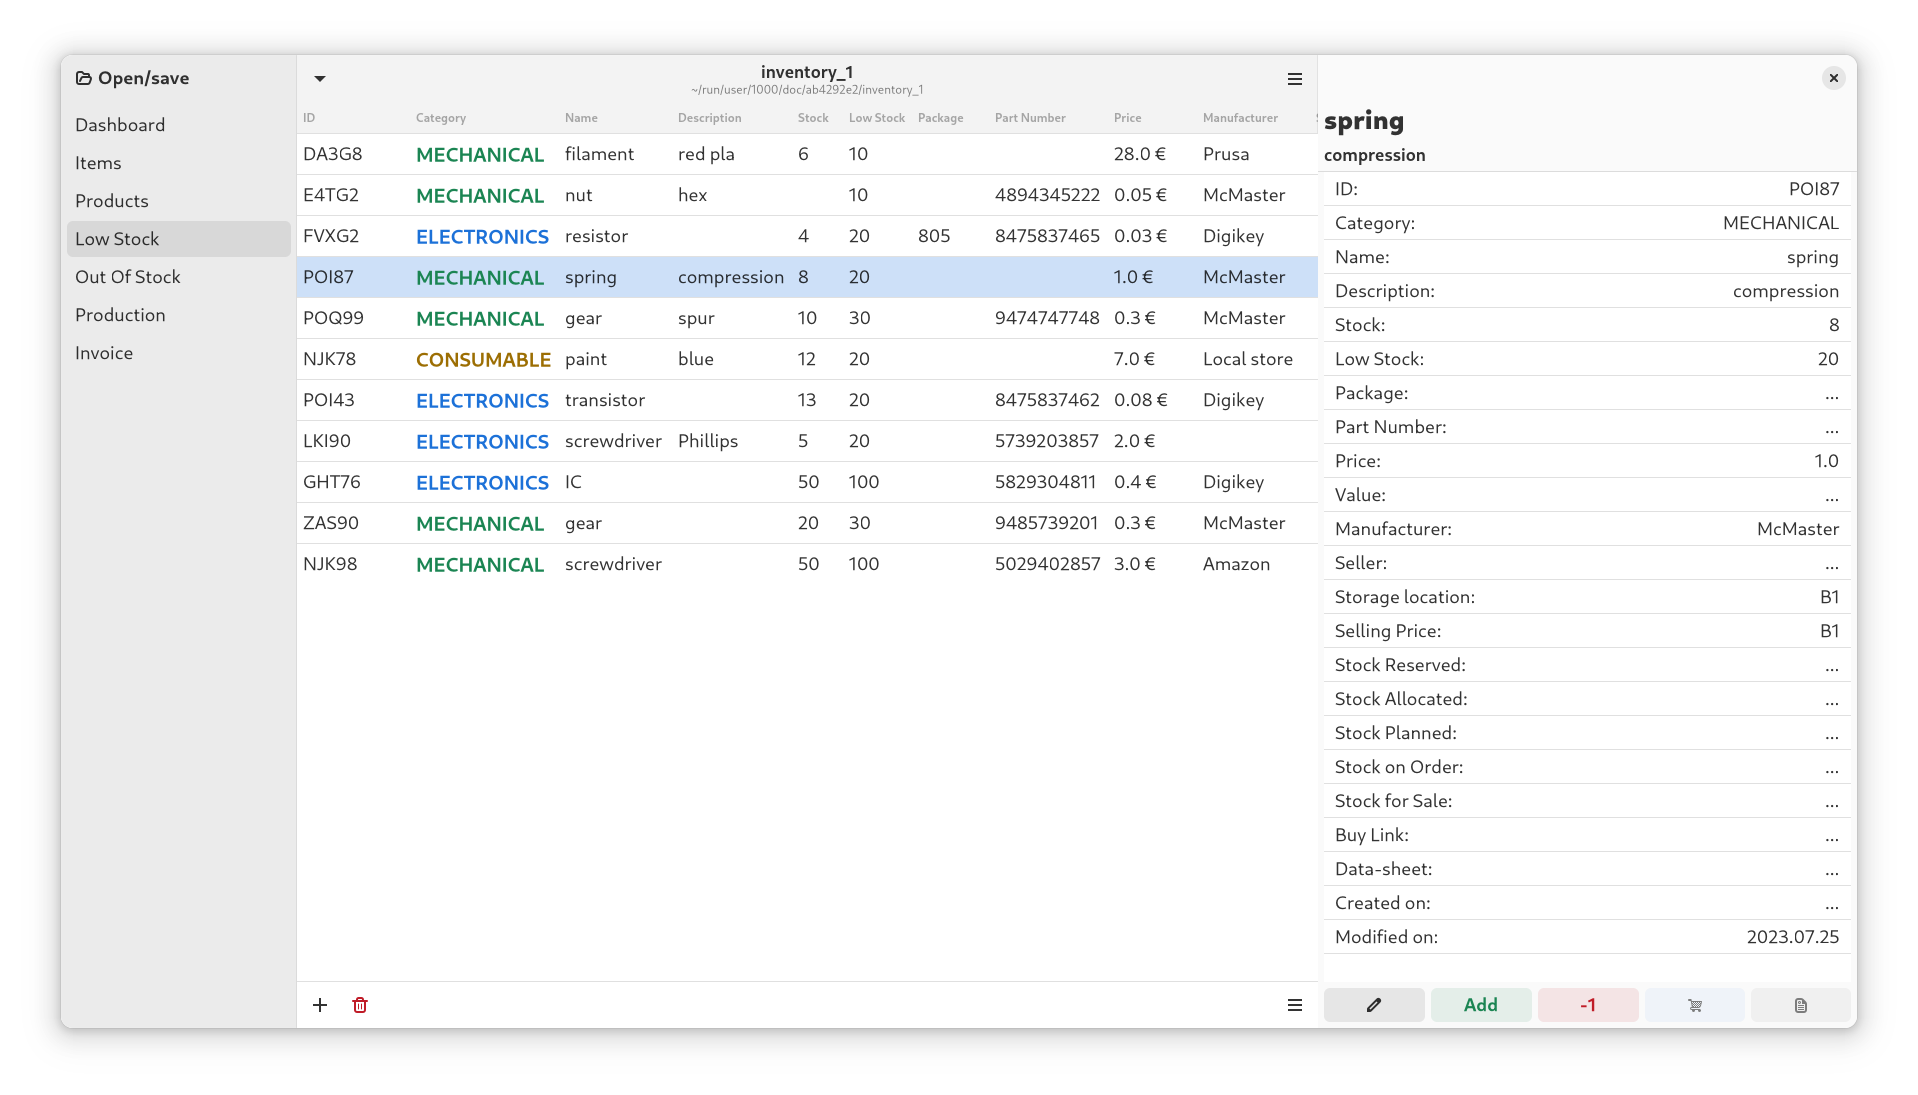 Open/save
Dashboard
Items
Products
Low Stock
Out Of Stock
Production
Invoice
inventory_1
~/run/user/1000/doc/ab4292e2/inventory_1
ID Category Name Description Stock Low Stock Package Part Number Price Manufacturer
DA3G8 MECHANICAL filament red pla 6 10 28.0 € Prusa
E4TG2 MECHANICAL nut hex 10 4894345222 0.05 € McMaster
FVXG2 ELECTRONICS resistor 4 20 805 8475837465 0.03 € Digikey
POI87 MECHANICAL spring compression 8 20 1.0 € McMaster
POQ99 MECHANICAL gear spur 10 30 9474747748 0.3 € McMaster
NJK78 CONSUMABLE paint blue 12 20 7.0 € Local store
POI43 ELECTRONICS transistor 13 20 8475837462 0.08 € Digikey
LKI90 ELECTRONICS screwdriver Phillips 5 20 5739203857 2.0 €
GHT76 ELECTRONICS IC 50 100 5829304811 0.4 € Digikey
ZAS90 MECHANICAL gear 20 30 9485739201 0.3 € McMaster
NJK98 MECHANICAL screwdriver 50 100 5029402857 3.0 € Amazon
spring
compression
ID: POI87
Category: MECHANICAL
Name: spring
Description: compression
Stock: 8
Low Stock: 20
Package: ...
Part Number: ...
Price: 1.0
Value: ...
Manufacturer: McMaster
Seller: ...
Storage location: B1
Selling Price: B1
Stock Reserved: ...
Stock Allocated: ...
Stock Planned: ...
Stock on Order: ...
Stock for Sale: ...
Buy Link: ...
Data-sheet: ...
Created on: ...
Modified on: 2023.07.25
Add -1